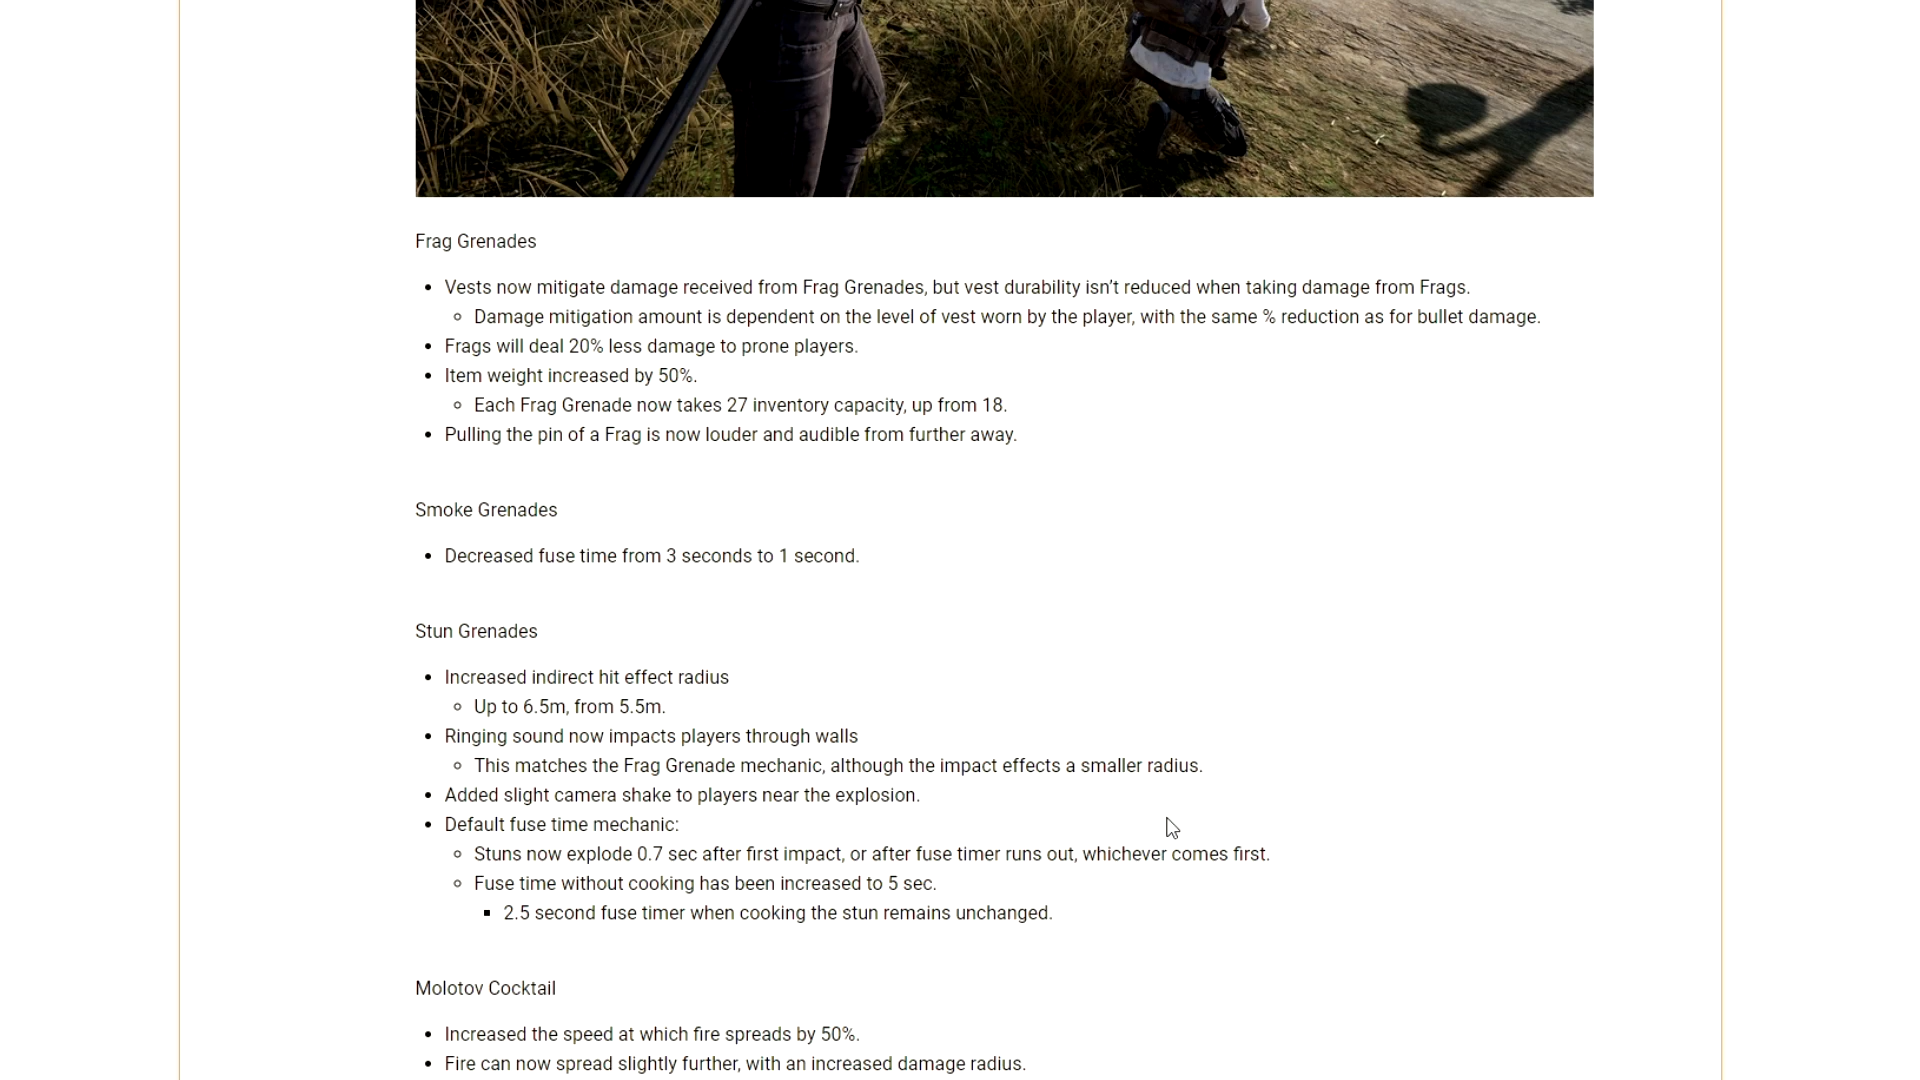 Frag Grenades
Vests now mitigate damage received from Frag Grenades, but vest durability isn’t reduced when taking damage from Frags.
Damage mitigation amount is dependent on the level of vest worn by the player, with the same % reduction as for bullet damage.
Frags will deal 20% less damage to prone players.
Item weight increased by 50%.
Each Frag Grenade now takes 27 inventory capacity, up from 18.
Pulling the pin of a Frag is now louder and audible from further away.
Smoke Grenades
Decreased fuse time from 3 seconds to 1 second.
Stun Grenades
Increased indirect hit effect radius
Up to 6.5m, from 5.5m.
Ringing sound now impacts players through walls
This matches the Frag Grenade mechanic, although the impact effects a smaller radius.
Added slight camera shake to players near the explosion.
Default fuse time mechanic:
Stuns now explode 0.7 sec after first impact, or after fuse timer runs out, whichever comes first.
Fuse time without cooking has been increased to 5 sec.
2.5 second fuse timer when cooking the stun remains unchanged.
Molotov Cocktail
Increased the speed at which fire spreads by 50%.
Fire can now spread slightly further, with an increased damage radius.